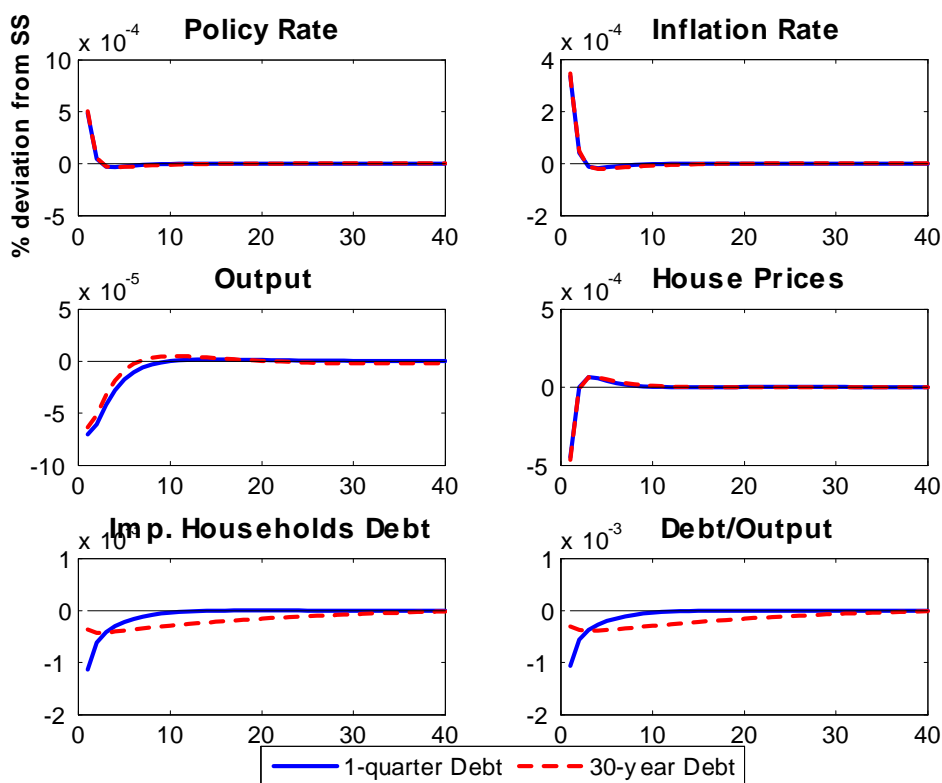 % deviation from SS
x 10^-4
Policy Rate
10
5
0
-5
0 10 20 30 40
x 10^-4
Inflation Rate
4
2
0
-2
0 10 20 30 40
x 10^-5
Output
5
0
-5
-10
0 10 20 30 40
x 10^-4
House Prices
5
0
-5
0 10 20 30 40
x 10^-3
Imp. Households Debt
1
0
-1
-2
0 10 20 30 40
x 10^-3
Debt/Output
1
0
-1
-2
0 10 20 30 40
1-quarter Debt 30-year Debt